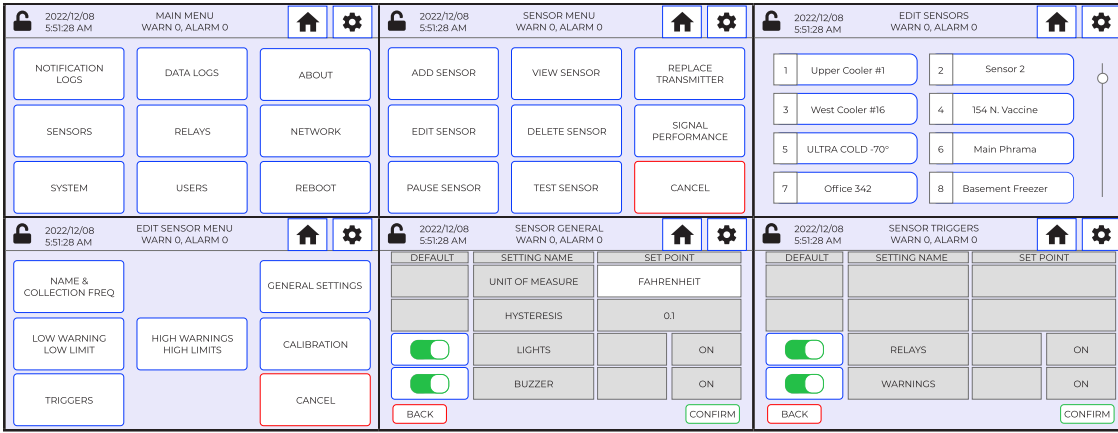 2022/12/08
5:51:28 AM
MAIN MENU
WARN 0, ALARM 0
NOTIFICATION
LOGS
DATA LOGS
ABOUT
SENSORS
RELAYS
NETWORK
SYSTEM
USERS
REBOOT
2022/12/08
5:51:28 AM
SENSOR MENU
WARN 0, ALARM 0
ADD SENSOR
VIEW SENSOR
REPLACE
TRANSMITTER
EDIT SENSOR
DELETE SENSOR
SIGNAL
PERFORMANCE
PAUSE SENSOR
TEST SENSOR
CANCEL
2022/12/08
5:51:28 AM
EDIT SENSORS
WARN 0, ALARM 0
1 Upper Cooler #1
2 Sensor 2
3 West Cooler #16
4 154 N. Vaccine
5 ULTRA COLD -70°
6 Main Phrama
7 Office 342
8 Basement Freezer
2022/12/08
5:51:28 AM
EDIT SENSOR MENU
WARN 0, ALARM 0
NAME &
COLLECTION FREQ
GENERAL SETTINGS
LOW WARNING
LOW LIMIT
HIGH WARNINGS
HIGH LIMITS
CALIBRATION
TRIGGERS
CANCEL
2022/12/08
5:51:28 AM
SENSOR GENERAL
WARN 0, ALARM 0
DEFAULT SETTING NAME SET POINT
UNIT OF MEASURE FAHRENHEIT
HYSTERESIS 0.1
LIGHTS ON
BUZZER ON
BACK CONFIRM
2022/12/08
5:51:28 AM
SENSOR TRIGGERS
WARN 0, ALARM 0
DEFAULT SETTING NAME SET POINT
RELAYS ON
WARNINGS ON
BACK CONFIRM